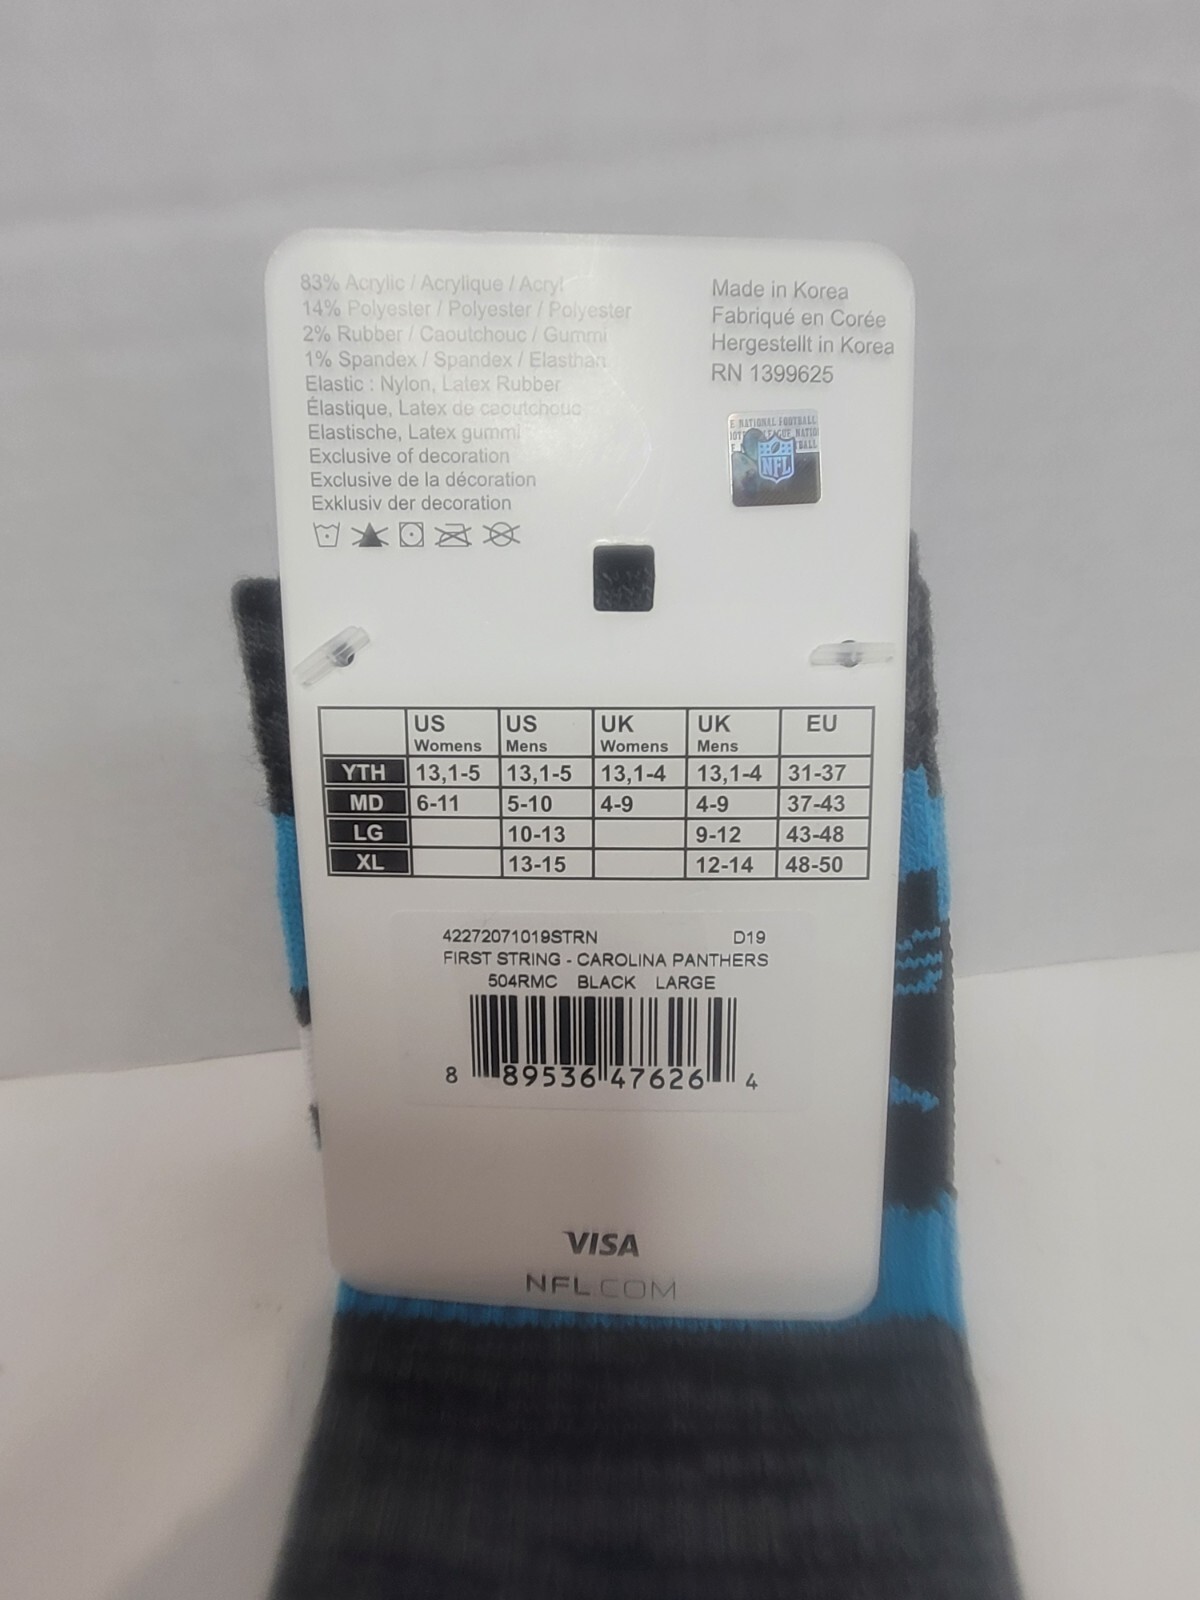 83% Acrylic / Acrylique / Acryl
14% Polyester / Polyester / Polyester
2% Rubber / Caoutchouc / Gummi
1% Spandex / Spandex / Elasthan
Elastic : Nylon, Latex Rubber
Élastique, Latex de caoutchouc
Elastische, Latex gummi
Exclusive of decoration
Exclusive de la décoration
Exklusiv der decoration
Made in Korea
Fabriqué en Corée
Hergestellt in Korea
RN 1399625
NATIONAL FOOTBALL
NFL
US Womens US Mens UK Womens UK Mens EU
YTH 13,1-5 13,1-5 13,1-4 13,1-4 31-37
MD 6-11 5-10 4-9 4-9 37-43
LG 10-13 9-12 43-48
XL 13-15 12-14 48-50
42272071019STRN D19
FIRST STRING - CAROLINA PANTHERS
504RMC BLACK LARGE
8 89536 47626 4
VISA
NFL.COM